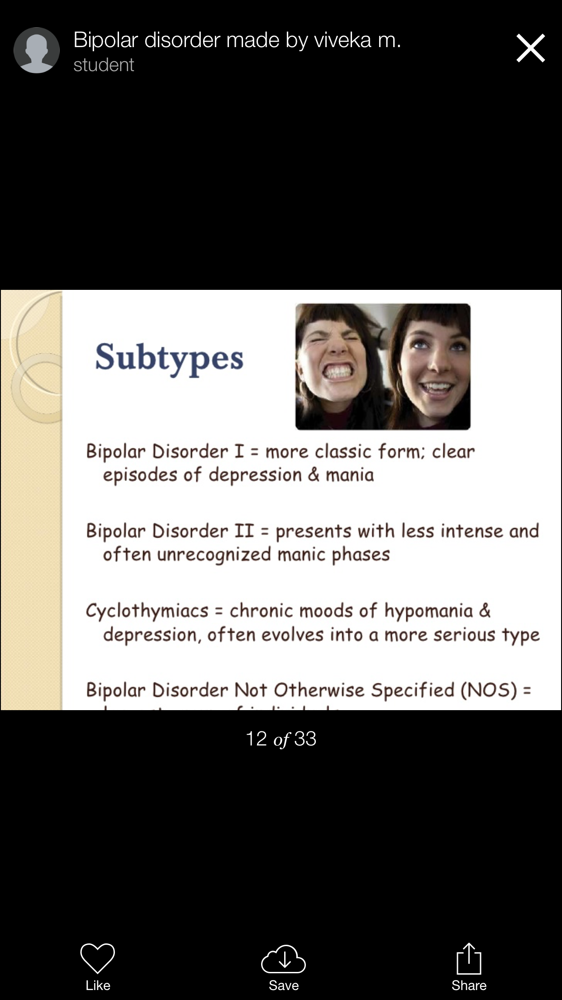 Bipolar disorder made by viveka m.
student
Subtypes
Bipolar Disorder I = more classic form; clear
episodes of depression & mania
Bipolar Disorder II = presents with less intense and
often unrecognized manic phases
Cyclothymiacs = chronic moods of hypomania &
depression, often evolves into a more serious type
Bipolar Disorder Not Otherwise Specified (NOS) =
12 of 33
Like
Save
Share